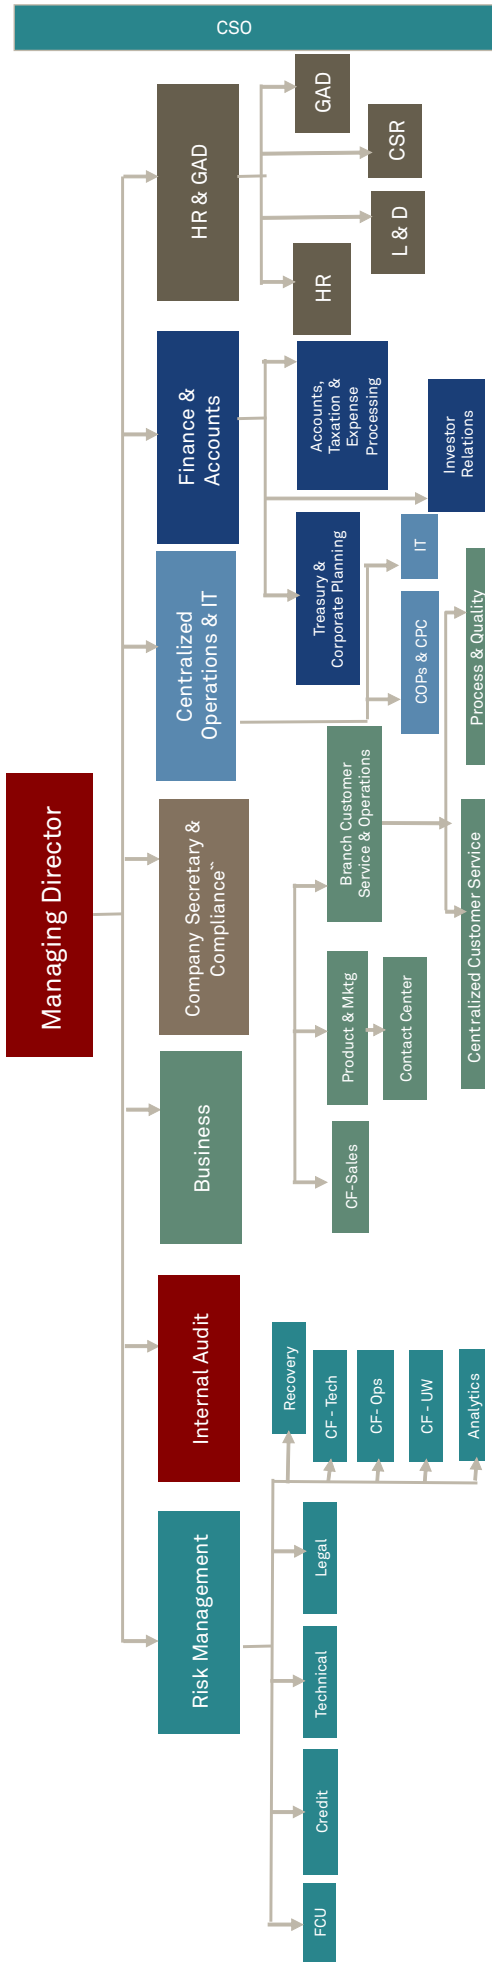 CSO
Managing Director
Risk Management
Internal Audit
Business
Company Secretary &
Compliance``
Centralized
Operations & IT
Finance &
Accounts
HR & GAD
FCU
Credit
Technical
Legal
Recovery
CF - Tech
CF- Ops
CF - UW
Analytics
CF-Sales
Product & Mktg
Contact Center
Branch Customer
Service & Operations
Centralized Customer Service
Process & Quality
COPs & CPC
IT
Treasury &
Corporate Planning
Accounts,
Taxation &
Expense
Processing
Investor
Relations
HR
L & D
CSR
GAD